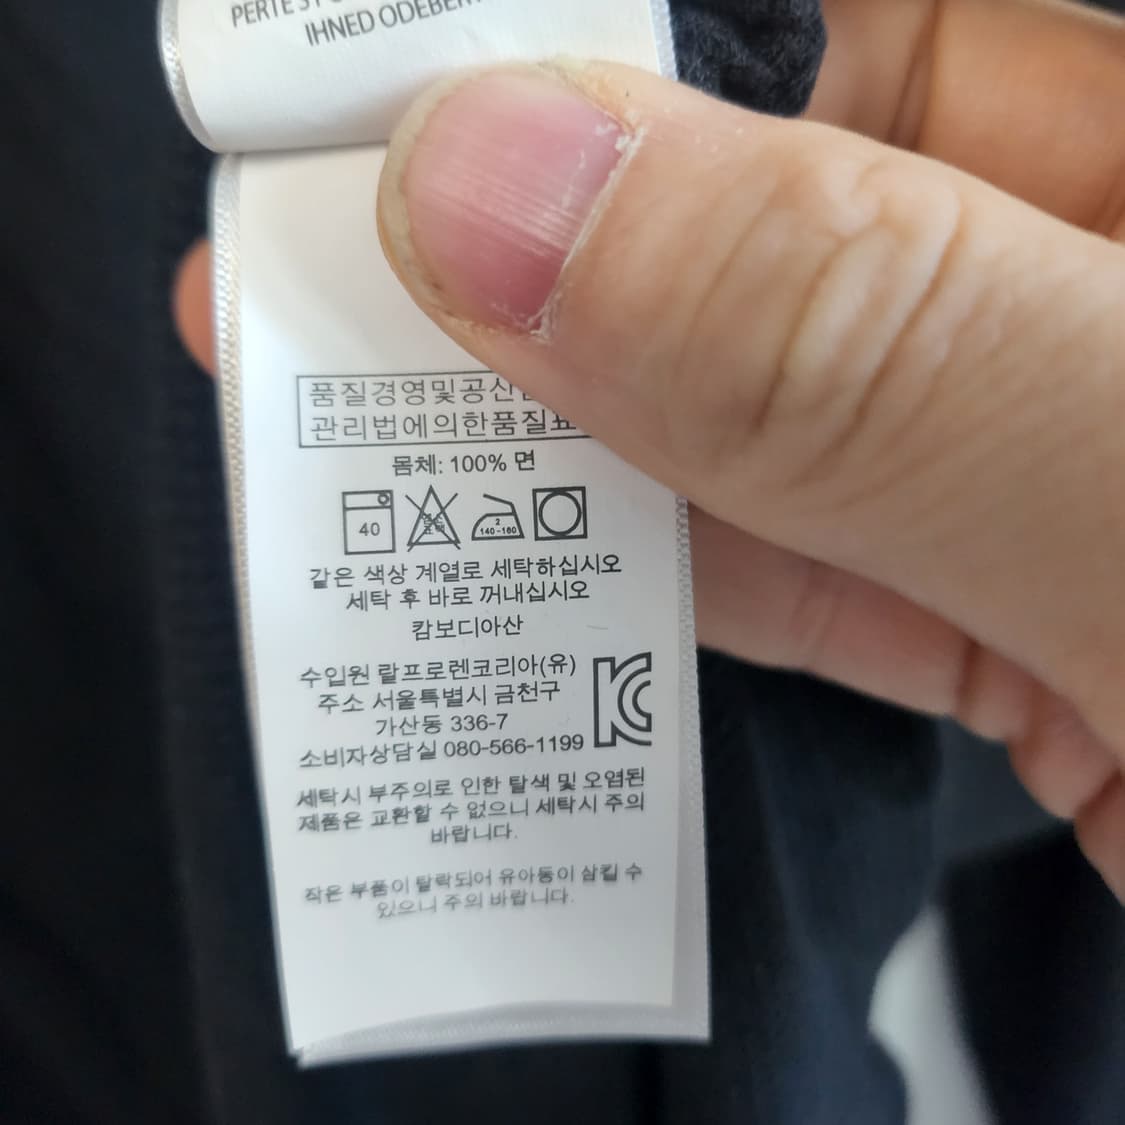 IHNED
품질경영및공산
관리법에의한품질표
몸체: 100% 면
40
2
140-160
같은 색상 계열로 세탁하십시오
세탁 후 바로 꺼내십시오
캄보디아산
수입원 랄프로렌코리아(유)
주소 서울특별시 금천구
가산동 336-7
소비자상담실 080-566-1199
세탁시 부주의로 인한 탈색 및 오염된
제품은 교환할 수 없으니 세탁시 주의
바랍니다.
작은 부품이 탈락되어 유아동이 삼킬 수
있으니 주의 바랍니다.